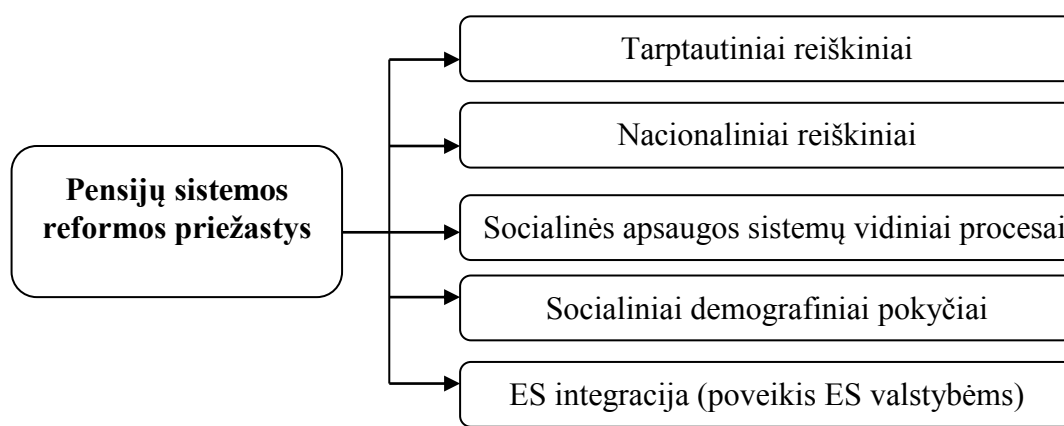 Tarptautiniai reiškiniai
Nacionaliniai reiškiniai
Pensijų sistemos
reformos priežastys
Socialinės apsaugos sistemų vidiniai procesai
Socialiniai demografiniai pokyčiai
ES integracija (poveikis ES valstybėms)